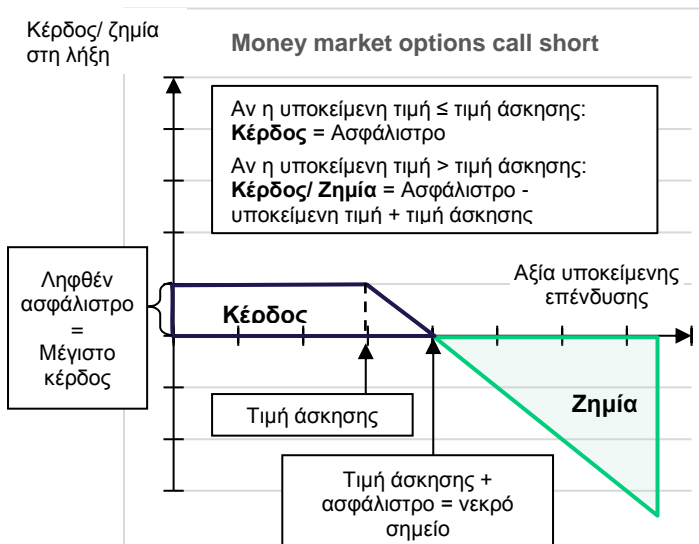 Κέρδος/ ζημία
στη λήξη
Money market options call short
Αν η υποκείμενη τιμή ≤ τιμή άσκησης:
Κέρδος = Ασφάλιστρο
Αν η υποκείμενη τιμή > τιμή άσκησης:
Κέρδος/ Ζημία = Ασφάλιστρο -
υποκείμενη τιμή + τιμή άσκησης
Ληφθέν
ασφάλιστρο
=
Μέγιστο
κέρδος
Κέρδος
Αξία υποκείμενης
επένδυσης
Τιμή άσκησης
Ζημία
Τιμή άσκησης +
ασφάλιστρο = νεκρό
σημείο